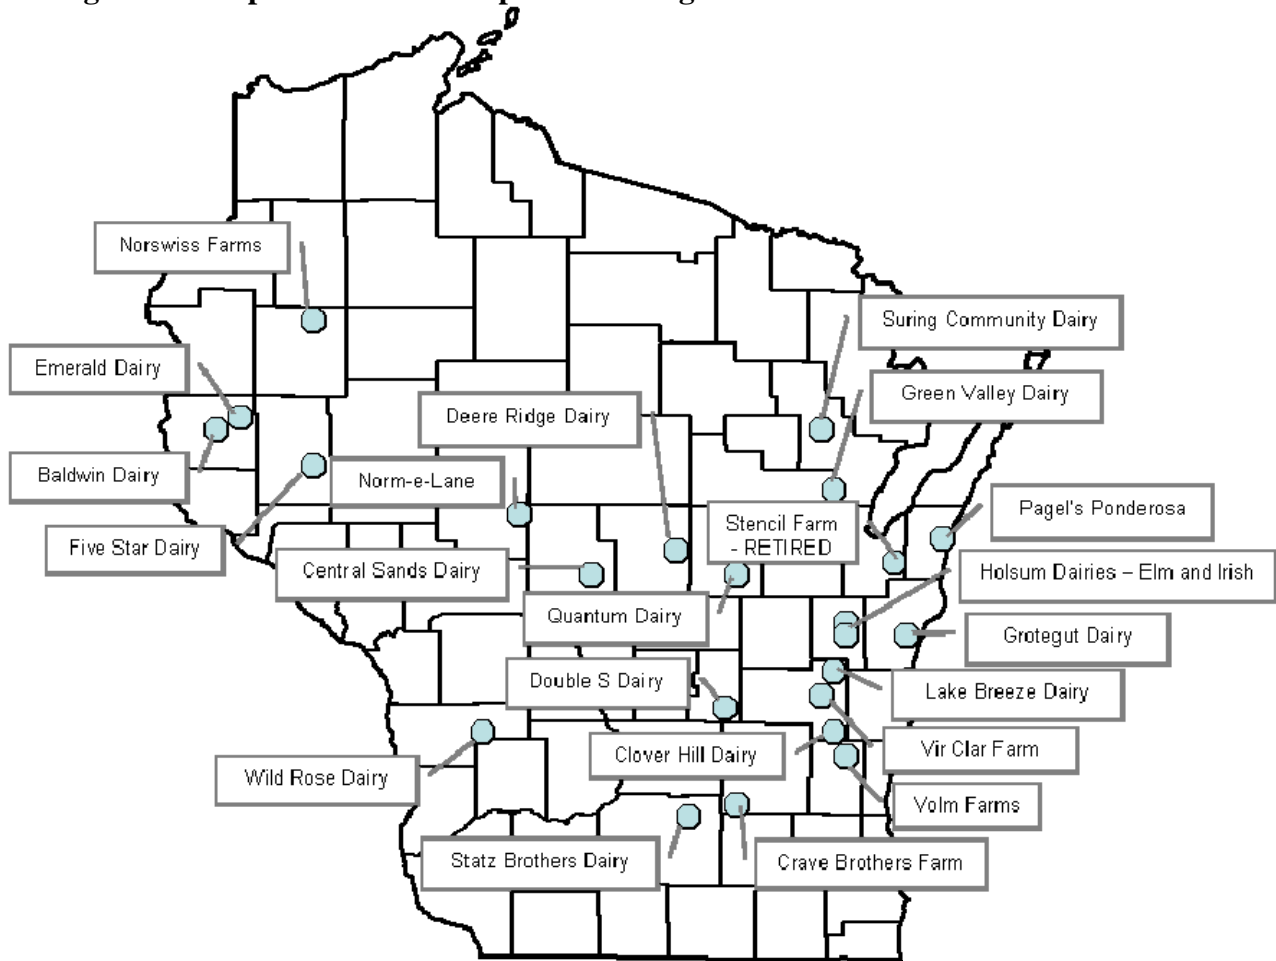 Norswiss Farms
Suring Community Dairy
Emerald Dairy
Green Valley Dairy
Deere Ridge Dairy
Baldwin Dairy
Norm-e-Lane
Pagel's Ponderosa
Stencil Farm
- RETIRED
Five Star Dairy
Central Sands Dairy
Holsum Dairies – Elm and Irish
Quantum Dairy
Grotegut Dairy
Double S Dairy
Lake Breeze Dairy
Clover Hill Dairy
Vir Clar Farm
Wild Rose Dairy
Volm Farms
Statz Brothers Dairy
Crave Brothers Farm